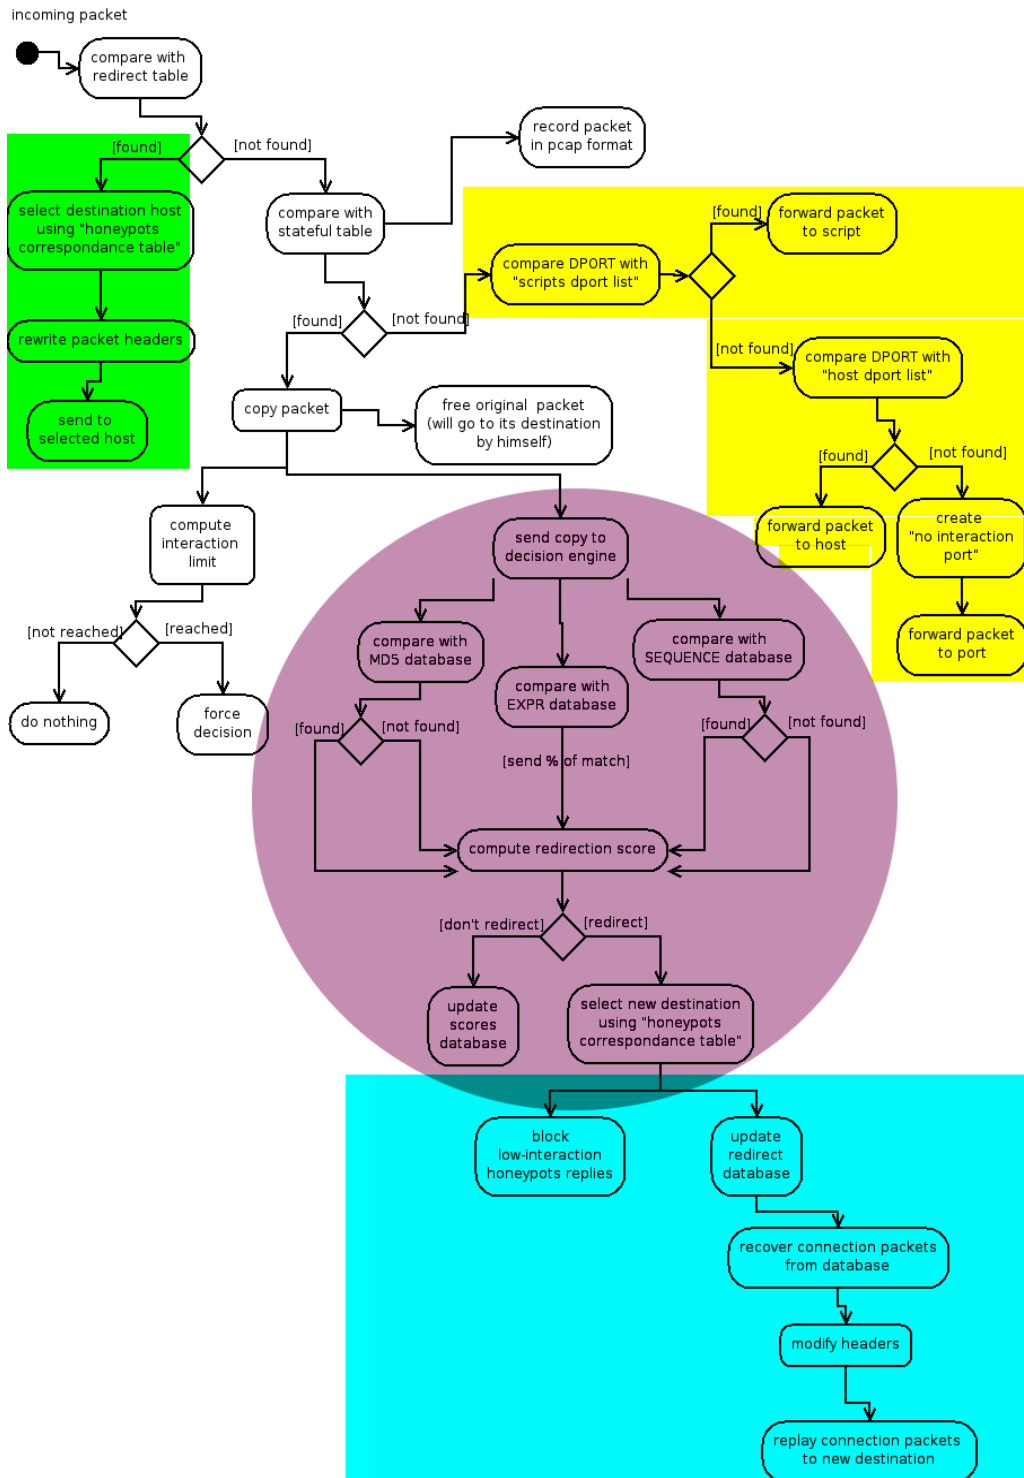 incoming packet
compare with
redirect table
[found]
[not found]
record packet
in pcap format
select destination host
using "honeypots
correspondance table"
compare with
stateful table
[found]
forward packet
to script
compare DPORT with
"scripts dport list"
rewrite packet headers
[found]
[not found]
[not found]
compare DPORT with
"host dport list"
send to
selected host
copy packet
free original  packet
(will go to its destination
by himself)
[found]
[not found]
compute
interaction
limit
send copy to
decision engine
forward packet
to host
create
"no interaction
port"
[not reached]
[reached]
compare with
MD5 database
compare with
SEQUENCE database
forward packet
to port
compare with
EXPR database
do nothing
force
decision
[found]
[not found]
[found]
[not found]
[send % of match]
compute redirection score
[don't redirect]
[redirect]
update
scores
database
select new destination
using "honeypots
correspondance table"
block
low-interaction
honeypots replies
update
redirect
database
recover connection packets
from database
modify headers
replay connection packets
to new destination